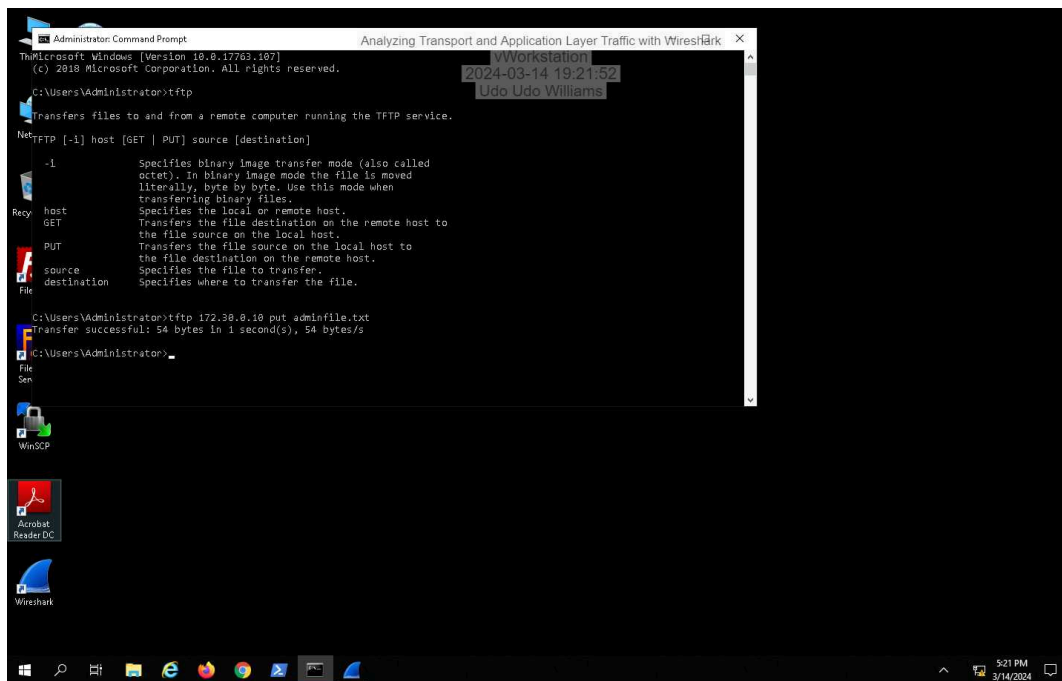 Administrator: Command Prompt
Analyzing Transport and Application Layer Traffic with Wireshark
vWorkstation
2024-03-14 19:21:52
Udo Udo Williams
Microsoft Windows [Version 10.0.17763.107]
(c) 2018 Microsoft Corporation. All rights reserved.
C:\Users\Administrator>tftp
Transfers files to and from a remote computer running the TFTP service.
TFTP [-i] host [GET | PUT] source [destination]
-i Specifies binary image transfer mode (also called
octet). In binary image mode the file is moved
literally, byte by byte. Use this mode when
transferring binary files.
host Specifies the local or remote host.
GET Transfers the file destination on the remote host to
the file source on the local host.
PUT Transfers the file source on the local host to
the file destination on the remote host.
source Specifies the file to transfer.
destination Specifies where to transfer the file.
C:\Users\Administrator>tftp 172.30.0.10 put adminfile.txt
Transfer successful: 54 bytes in 1 second(s), 54 bytes/s
C:\Users\Administrator>
Thi
Net
Recy
File
File
Ser
WinSCP
Acrobat
Reader DC
Wireshark
5:21 PM
3/14/2024